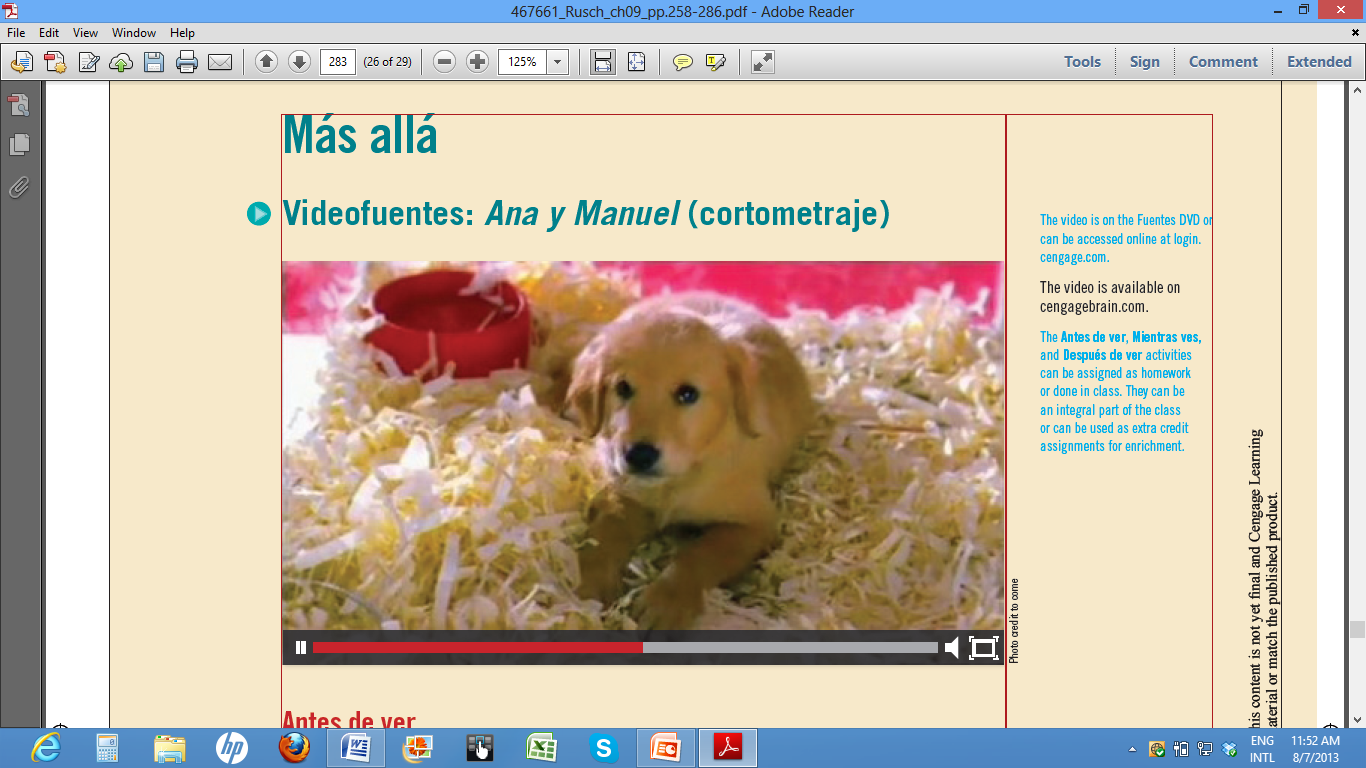 467661_Rusch_ch09_pp.258-286.pdf - Adobe Reader
File Edit View Window Help
283 (26 of 29) 125% Tools Sign Comment Extended
Más allá
Videofuentes: Ana y Manuel (cortometraje)
The video is on the Fuentes DVD or
can be accessed online at login.
cengage.com.
The video is available on
cengagebrain.com.
The Antes de ver, Mientras ves,
and Después de ver activities
can be assigned as homework
or done in class. They can be
an integral part of the class
or can be used as extra credit
assignments for enrichment.
Photo credit to come
his content is not yet final and Cengage Learning
aterial or match the published product.
Antes de ver
hp
ENG 11:52 AM
INTL 8/7/2013